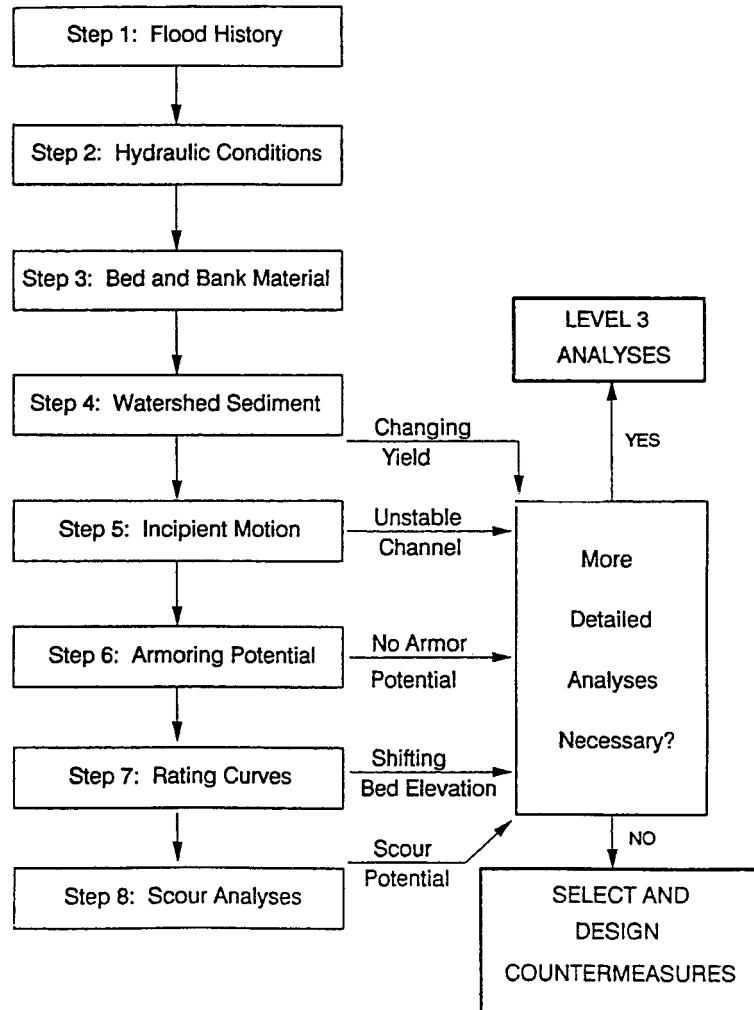 Step 1: Flood History
Step 2: Hydraulic Conditions
Step 3: Bed and Bank Material
Step 4: Watershed Sediment
Changing
Yield
Step 5: Incipient Motion
Unstable
Channel
Step 6: Armoring Potential
No Armor
Potential
Step 7: Rating Curves
Shifting
Bed Elevation
Step 8: Scour Analyses
Scour
Potential
LEVEL 3
ANALYSES
YES
More
Detailed
Analyses
Necessary?
NO
SELECT AND
DESIGN
COUNTERMEASURES